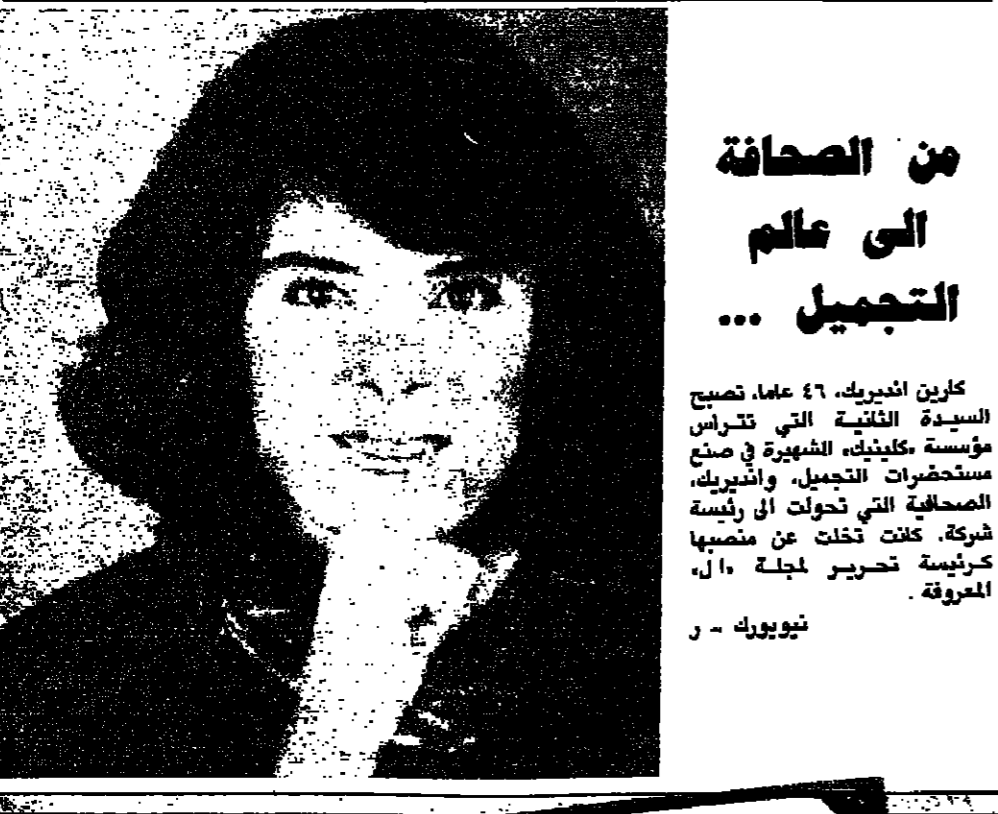 من الصحافة
الى عالم
التجميل ...
كارين انديريك، ٤٦ عاما، تصبح
السيدة الثانية التي تترأس
مؤسسة «كلينيك» الشهيرة في صنع
مستحضرات التجميل، وانديريك،
الصحافية التي تحولت الى رئيسة
شركة، كانت تخلت عن منصبها
كرئيسة تحرير لمجلة «ال»
المعروفة .
نيويورك - ر